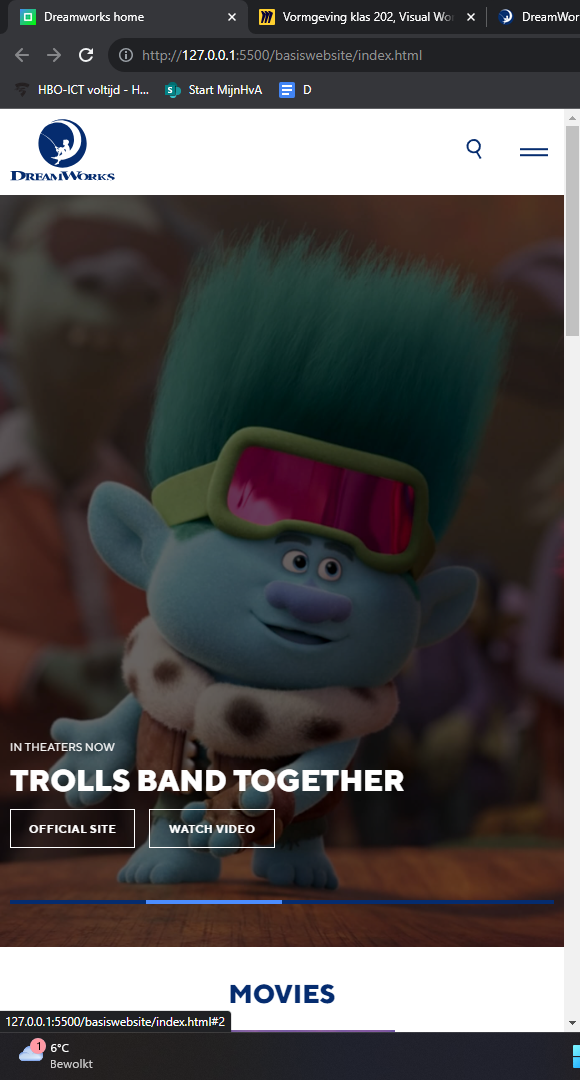 Dreamworks home
Vormgeving klas 202, Visual Wo
DreamWor
http://127.0.0.1:5500/basiswebsite/index.html
HBO-ICT voltijd - H...
Start MijnHvA
D
DREAMWORKS
IN THEATERS NOW
TROLLS BAND TOGETHER
OFFICIAL SITE
WATCH VIDEO
MOVIES
127.0.0.1:5500/basiswebsite/index.html#2
1
6°C
Bewolkt